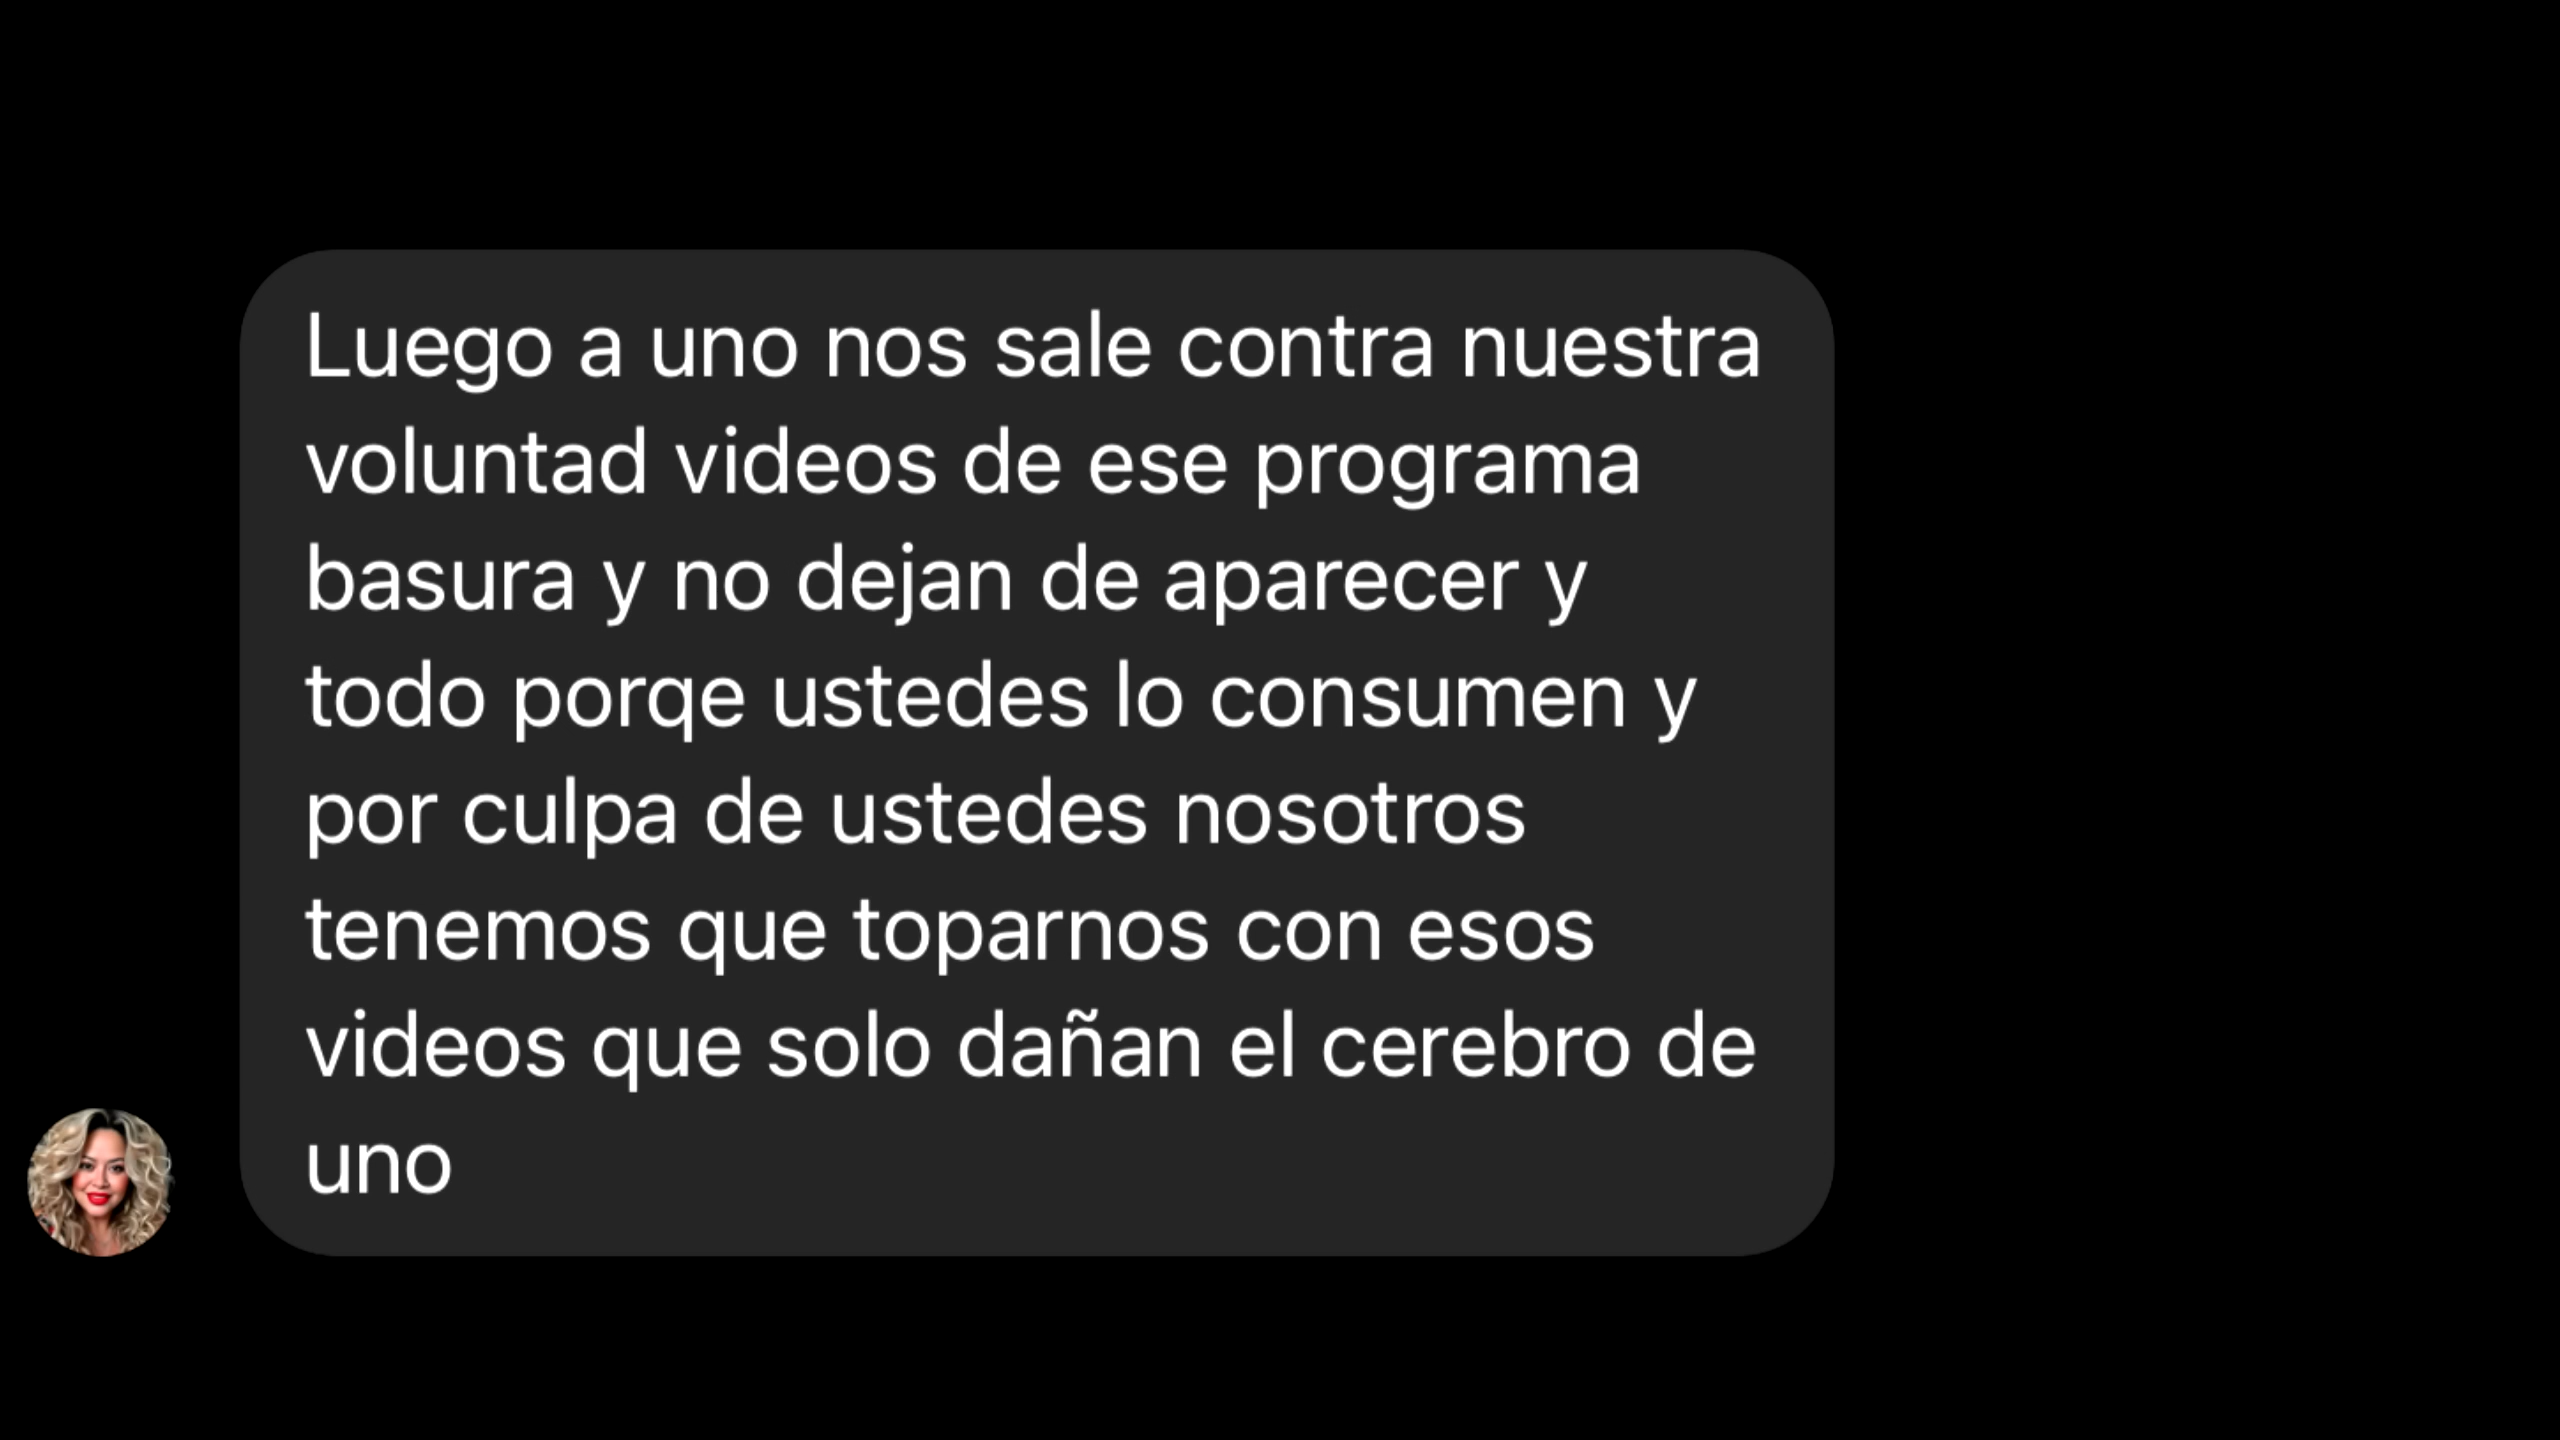 Luego a uno nos sale contra nuestra
voluntad videos de ese programa
basura y no dejan de aparecer y
todo porqe ustedes lo consumen y
por culpa de ustedes nosotros
tenemos que toparnos con esos
videos que solo dañan el cerebro de
uno